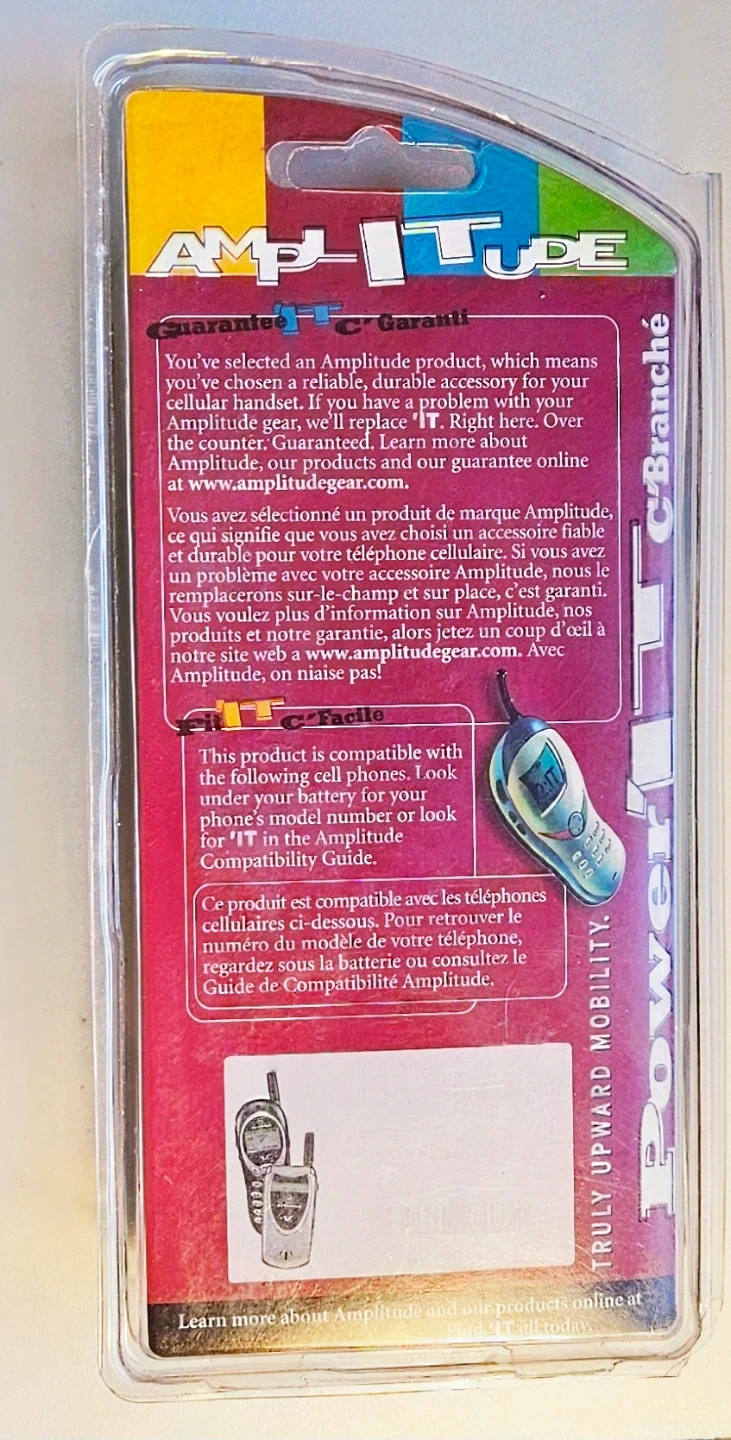 AMPL'ITUDE
Guarantee'IT C'Garanti
You've selected an Amplitude product, which means
you've chosen a reliable, durable accessory for your
cellular handset. If you have a problem with your
Amplitude gear, we'll replace 'IT. Right here. Over
the counter. Guaranteed. Learn more about
Amplitude, our products and our guarantee online
at www.amplitudegear.com.
Vous avez sélectionné un produit de marque Amplitude,
ce qui signifie que vous avez choisi un accessoire fiable
et durable pour votre téléphone cellulaire. Si vous avez
un problème avec votre accessoire Amplitude, nous le
remplacerons sur-le-champ et sur place, c'est garanti.
Vous voulez plus d'information sur Amplitude, nos
produits et notre garantie, alors jetez un coup d'œil à
notre site web a www.amplitudegear.com. Avec
Amplitude, on niaise pas!
Fit'IT C'Facile
This product is compatible with
the following cell phones. Look
under your battery for your
phone's model number or look
for 'IT in the Amplitude
Compatibility Guide.
Ce produit est compatible avec les téléphones
cellulaires ci-dessous. Pour retrouver le
numéro du modèle de votre téléphone,
regardez sous la batterie ou consultez le
Guide de Compatibilité Amplitude.
TRULY UPWARD MOBILITY.
Power'IT C'Branché
Learn more about Amplitude and our products online at
Find 'IT all today.